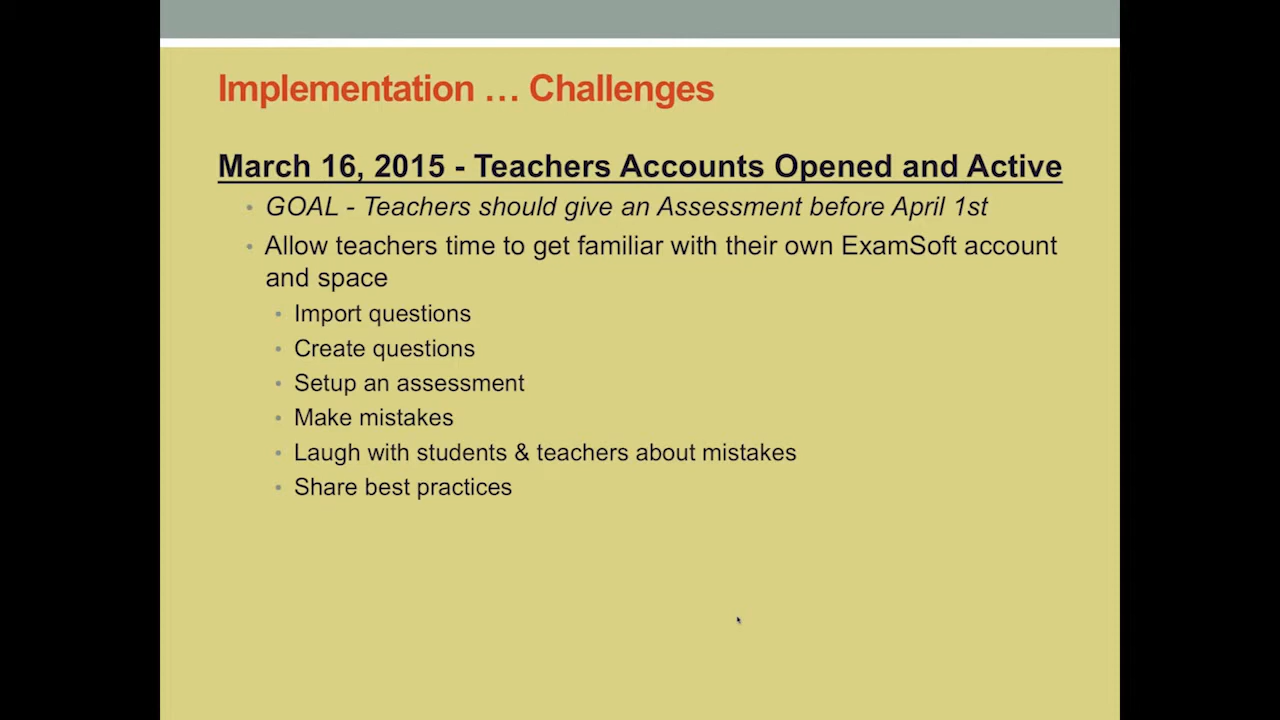 Implementation … Challenges
March 16, 2015 - Teachers Accounts Opened and Active
• GOAL - Teachers should give an Assessment before April 1st
• Allow teachers time to get familiar with their own ExamSoft account
and space
• Import questions
• Create questions
• Setup an assessment
• Make mistakes
• Laugh with students & teachers about mistakes
• Share best practices